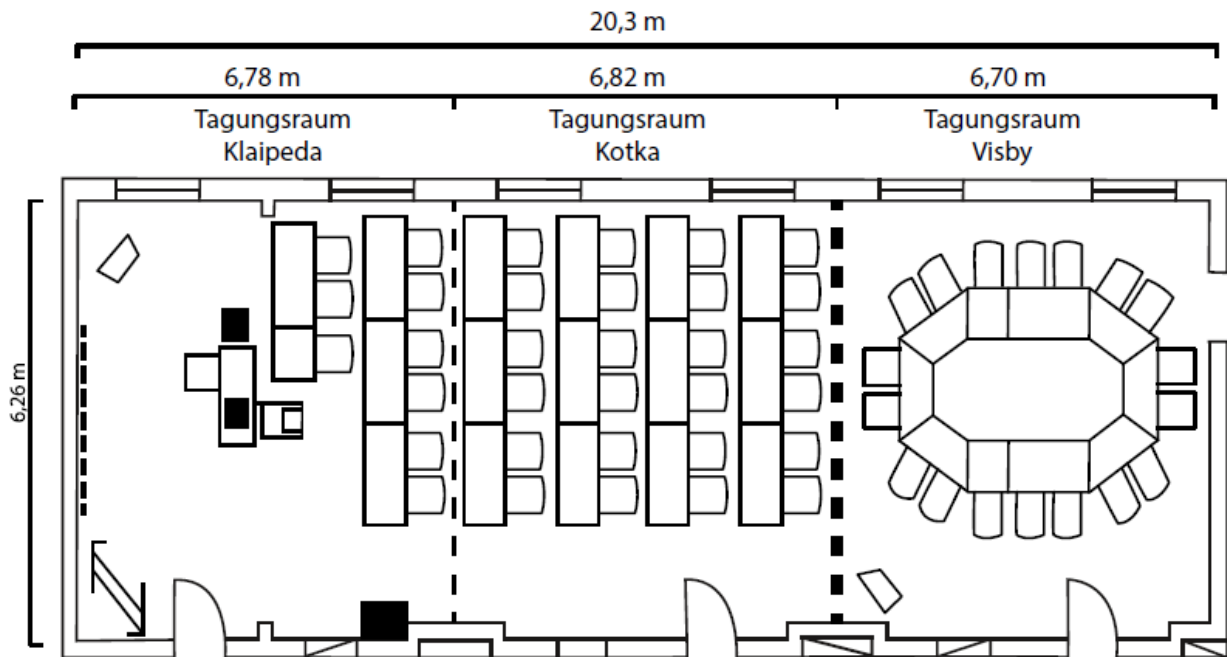 20,3 m
6,78 m
6,82 m
6,70 m
Tagungsraum
Klaipeda
Tagungsraum
Kotka
Tagungsraum
Visby
6,26 m